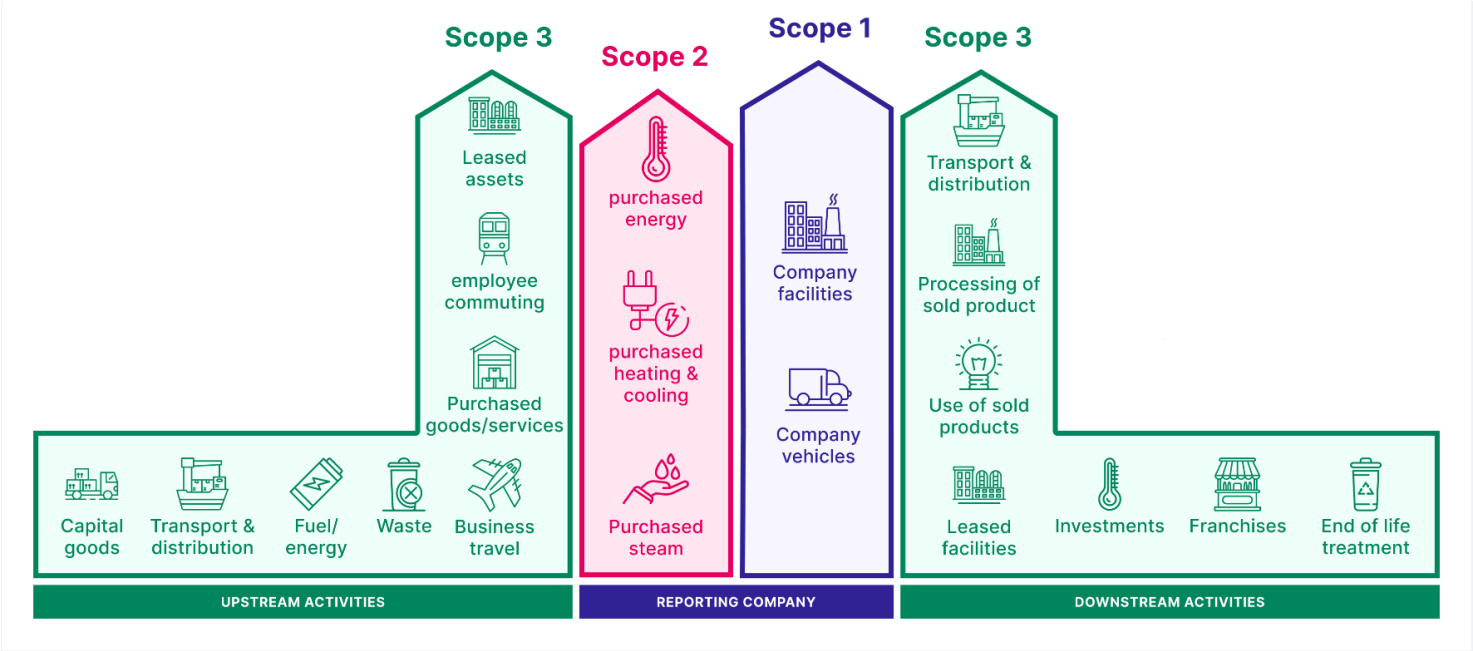 Scope 3
Leased
assets
employee
commuting
Purchased
goods/services
Capital
goods
Transport &
distribution
Fuel/
energy
Waste
Business
travel
UPSTREAM ACTIVITIES
Scope 2
purchased
energy
purchased
heating &
cooling
Purchased
steam
Scope 1
Company
facilities
Company
vehicles
REPORTING COMPANY
Scope 3
Transport &
distribution
Processing of
sold product
Use of sold
products
Leased
facilities
Investments
Franchises
End of life
treatment
DOWNSTREAM ACTIVITIES